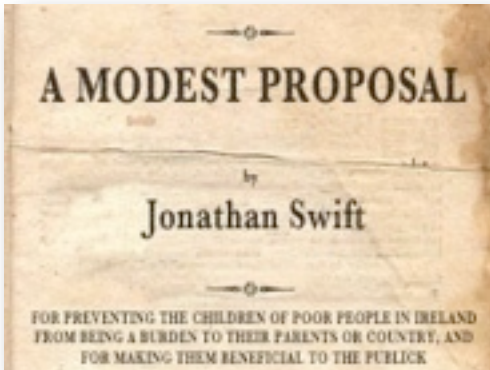 A MODEST PROPOSAL
by
Jonathan Swift
FOR PREVENTING THE CHILDREN OF POOR PEOPLE IN IRELAND
FROM BEING A BURDEN TO THEIR PARENTS OR COUNTRY, AND
FOR MAKING THEM BENEFICIAL TO THE PUBLICK